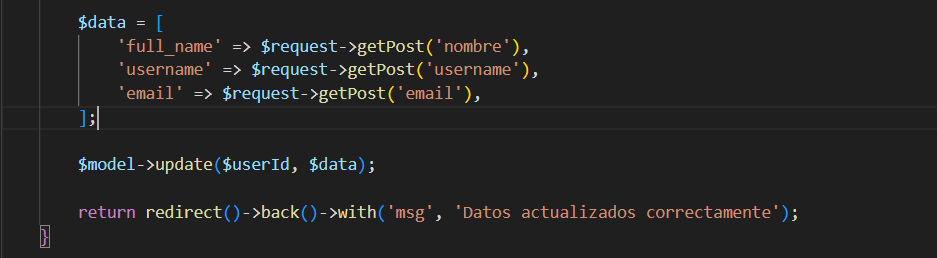 $data = [
'full_name' => $request->getPost('nombre'),
'username' => $request->getPost('username'),
'email' => $request->getPost('email'),
];
$model->update($userId, $data);
return redirect()->back()->with('msg', 'Datos actualizados correctamente');
}